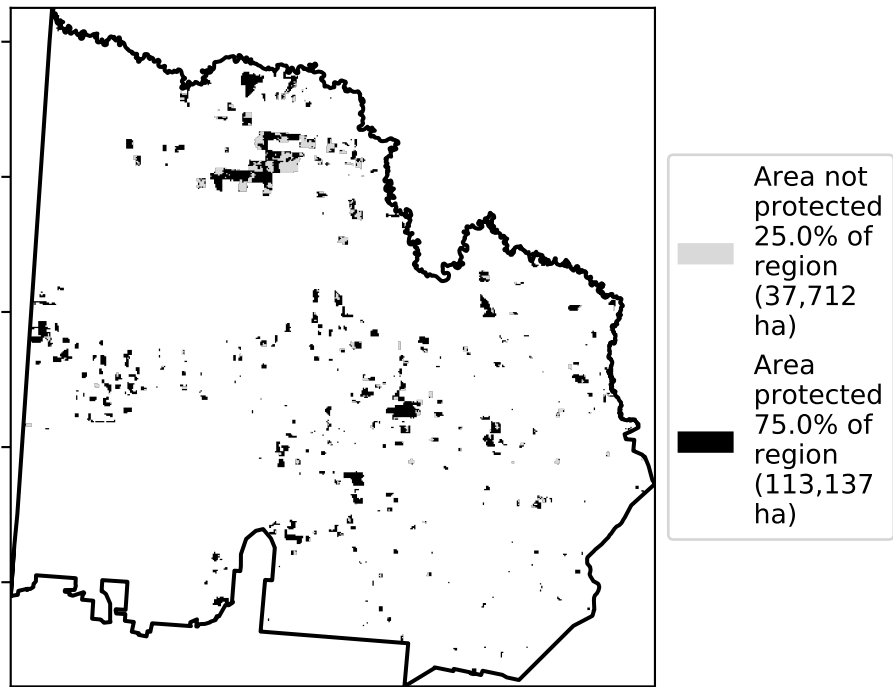 Area not
protected
25.0% of
region
(37,712
ha)
Area
protected
75.0% of
region
(113,137
ha)